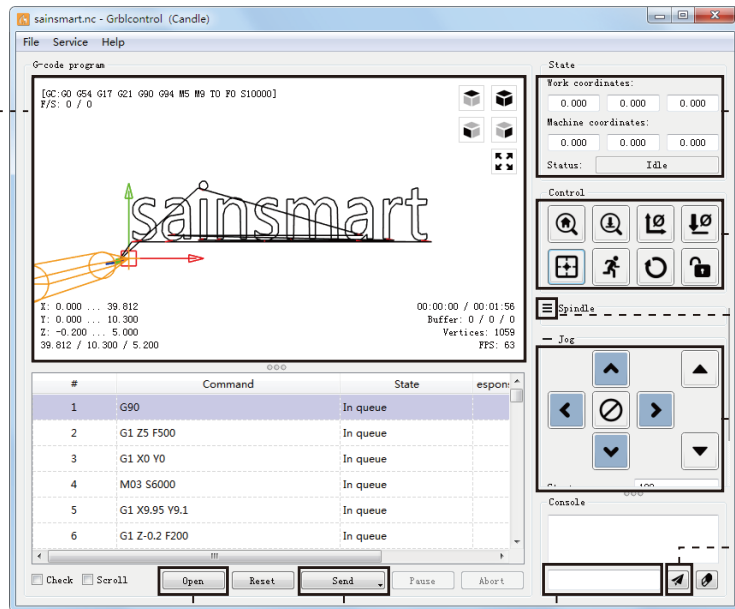 sainsmart.nc - Grblcontrol (Candle)
File Service Help
G-code program
[GC:G0 G54 G17 G21 G90 G94 M5 M9 T0 F0 S10000]
F/S: 0 / 0
sainsmart
X: 0.000 ... 39.812
Y: 0.000 ... 10.300
Z: -0.200 ... 5.000
39.812 / 10.300 / 5.200
00:00:00 / 00:01:56
Buffer: 0 / 0 / 0
Vertices: 1059
FPS: 63
# Command State espons
1 G90 In queue
2 G1 Z5 F500 In queue
3 G1 X0 Y0 In queue
4 M03 S6000 In queue
5 G1 X9.95 Y9.1 In queue
6 G1 Z-0.2 F200 In queue
Check Scroll Open Reset Send Pause Abort
State
Work coordinates:
0.000 0.000 0.000
Machine coordinates:
0.000 0.000 0.000
Status: Idle
Control
Spindle
Jog
Console